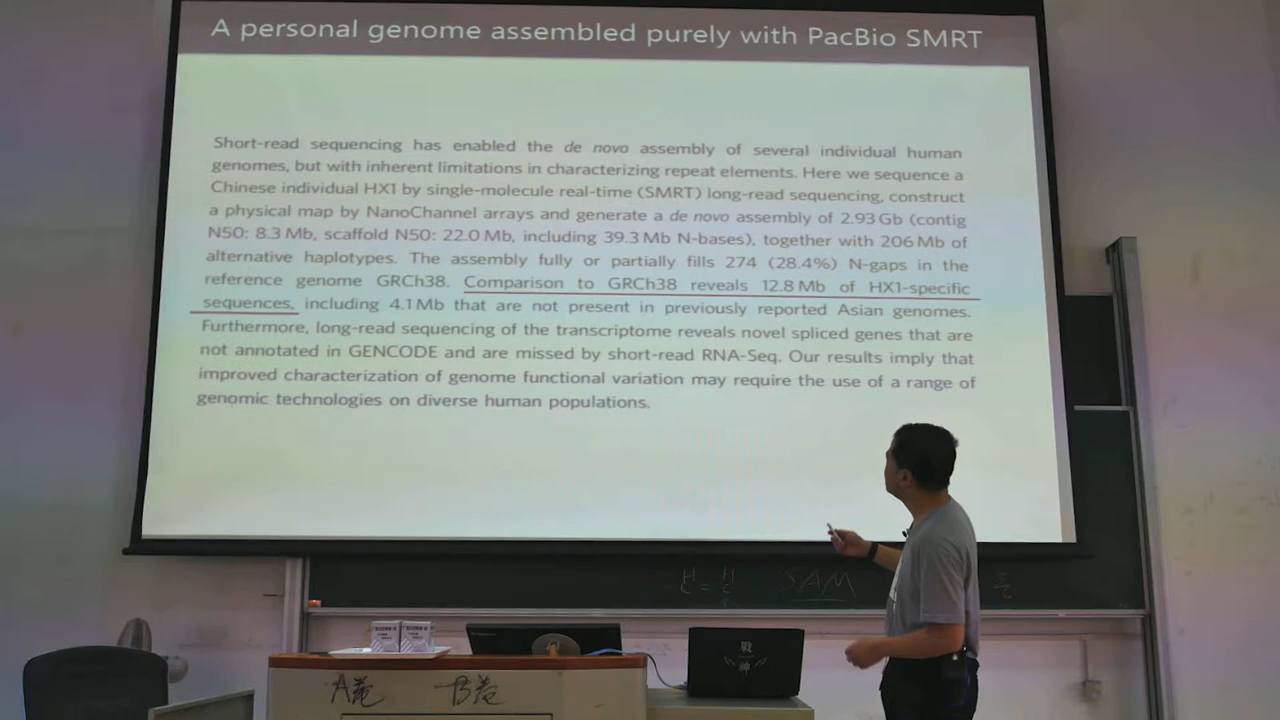 A personal genome assembled purely with PacBio SMRT
Short-read sequencing has enabled the de novo assembly of several individual human
genomes, but with inherent limitations in characterizing repeat elements. Here we sequence a
Chinese individual HX1 by single-molecule real-time (SMRT) long-read sequencing, construct
a physical map by NanoChannel arrays and generate a de novo assembly of 2.93 Gb (contig
N50: 8.3 Mb, scaffold N50: 22.0 Mb, including 39.3 Mb N-bases), together with 206 Mb of
alternative haplotypes. The assembly fully or partially fills 274 (28.4%) N-gaps in the
reference genome GRCh38. Comparison to GRCh38 reveals 12.8 Mb of HX1-specific
sequences, including 4.1 Mb that are not present in previously reported Asian genomes.
Furthermore, long-read sequencing of the transcriptome reveals novel spliced genes that are
not annotated in GENCODE and are missed by short-read RNA-Seq. Our results imply that
improved characterization of genome functional variation may require the use of a range of
genomic technologies on diverse human populations.
SAM
戰神
A卷 B卷